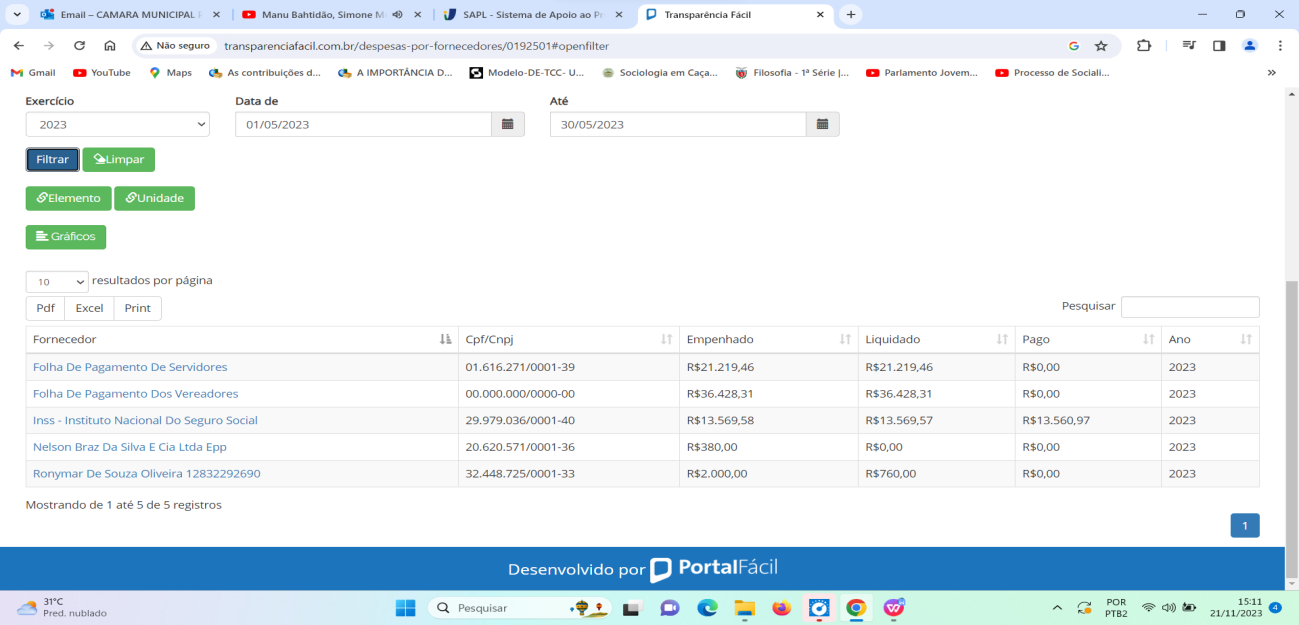 Email – CAMARA MUNICIPAL F
Manu Bahtidão, Simone M
SAPL - Sistema de Apoio ao Pr
Transparência Fácil
Não seguro
transparenciafacil.com.br/despesas-por-fornecedores/0192501#openfilter
Gmail
YouTube
Maps
As contribuições d...
A IMPORTÂNCIA D...
Modelo-DE-TCC- U...
Sociologia em Caça...
Filosofia - 1ª Série |...
Parlamento Jovem...
Processo de Sociali...
Exercício Data de Até
2023 01/05/2023 30/05/2023
Filtrar Limpar
Elemento Unidade
Gráficos
10 resultados por página
Pdf Excel Print
Pesquisar
Fornecedor Cpf/Cnpj Empenhado Liquidado Pago Ano
Folha De Pagamento De Servidores 01.616.271/0001-39 R$21.219,46 R$21.219,46 R$0,00 2023
Folha De Pagamento Dos Vereadores 00.000.000/0000-00 R$36.428,31 R$36.428,31 R$0,00 2023
Inss - Instituto Nacional Do Seguro Social 29.979.036/0001-40 R$13.569,58 R$13.569,57 R$13.560,97 2023
Nelson Braz Da Silva E Cia Ltda Epp 20.620.571/0001-36 R$380,00 R$0,00 R$0,00 2023
Ronymar De Souza Oliveira 12832292690 32.448.725/0001-33 R$2.000,00 R$760,00 R$0,00 2023
Mostrando de 1 até 5 de 5 registros
1
Desenvolvido por PortalFácil
31°C
Pred. nublado
Pesquisar
POR
PTB2
15:11
21/11/2023
4